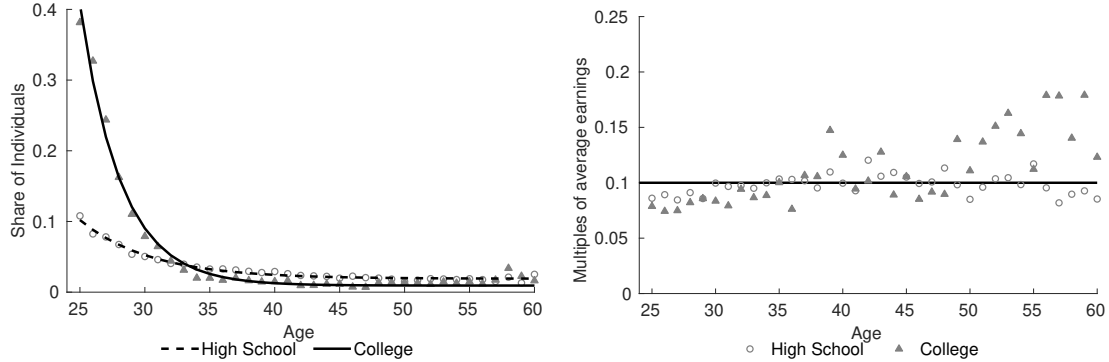 Share of Individuals
0.4
0.3
0.2
0.1
0
25 30 35 40 45 50 55 60
Age
High School College
Multiples of average earnings
0.25
0.2
0.15
0.1
0.05
0
25 30 35 40 45 50 55 60
Age
High School College